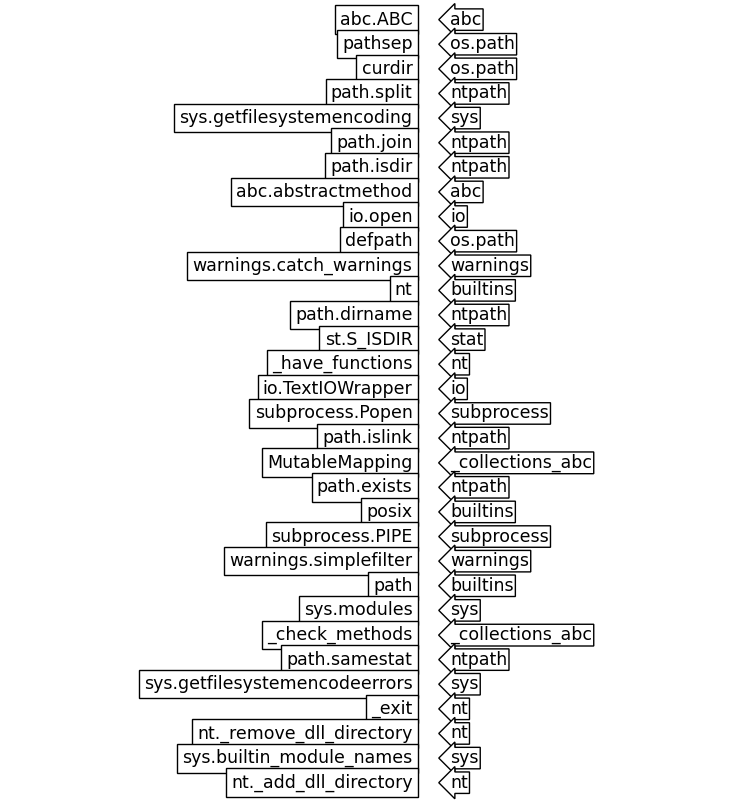 abc.ABC abc
pathsep os.path
curdir os.path
path.split ntpath
sys.getfilesystemencoding sys
path.join ntpath
path.isdir ntpath
abc.abstractmethod abc
io.open io
defpath os.path
warnings.catch_warnings warnings
nt builtins
path.dirname ntpath
st.S_ISDIR stat
_have_functions nt
io.TextIOWrapper io
subprocess.Popen subprocess
path.islink ntpath
MutableMapping _collections_abc
path.exists ntpath
posix builtins
subprocess.PIPE subprocess
warnings.simplefilter warnings
path builtins
sys.modules sys
_check_methods _collections_abc
path.samestat ntpath
sys.getfilesystemencodeerrors sys
_exit nt
nt._remove_dll_directory nt
sys.builtin_module_names sys
nt._add_dll_directory nt